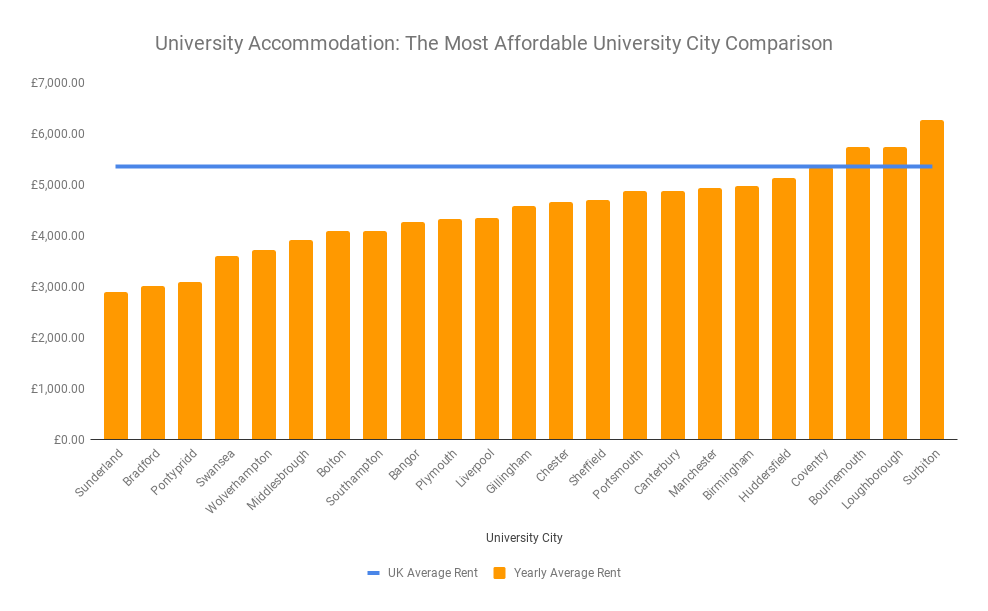 University Accommodation: The Most Affordable University City Comparison
£7,000.00
£6,000.00
£5,000.00
£4,000.00
£3,000.00
£2,000.00
£1,000.00
£0.00
Sunderland
Bradford
Pontypridd
Swansea
Wolverhampton
Middlesbrough
Bolton
Southampton
Bangor
Plymouth
Liverpool
Gillingham
Chester
Sheffield
Portsmouth
Canterbury
Manchester
Birmingham
Huddersfield
Coventry
Bournemouth
Loughborough
Surbiton
University City
UK Average Rent
Yearly Average Rent